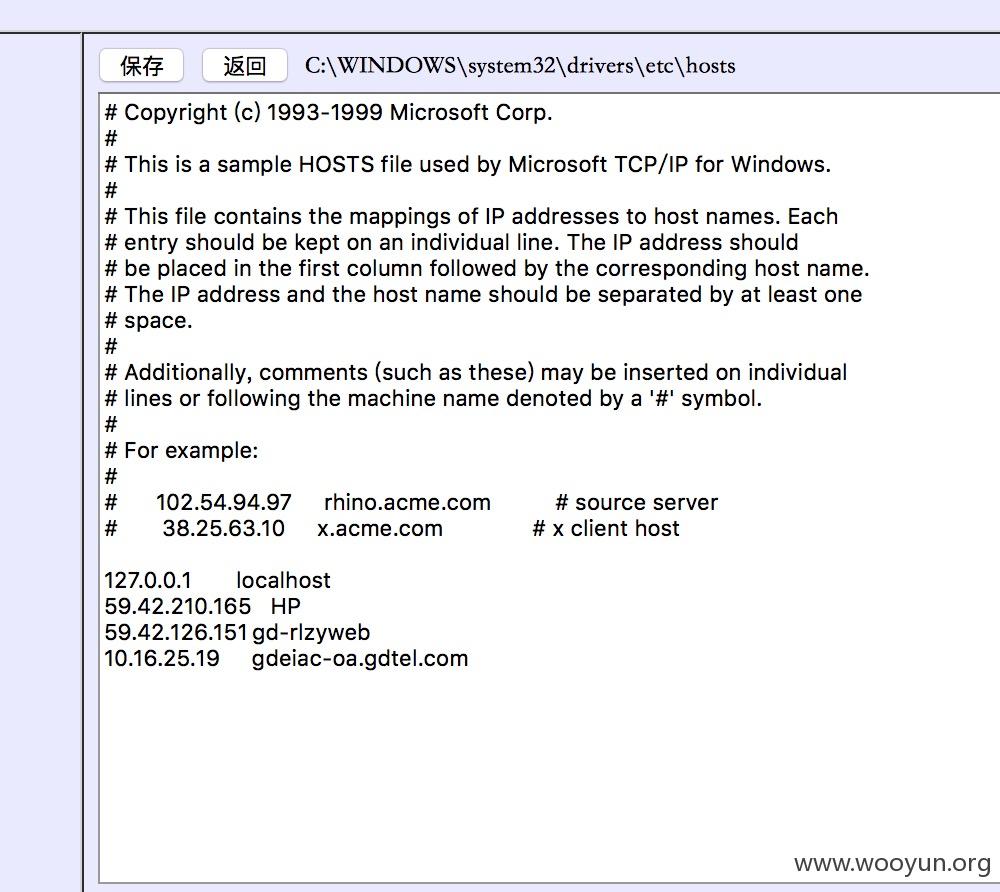 保存 返回 C:\WINDOWS\system32\drivers\etc\hosts
# Copyright (c) 1993-1999 Microsoft Corp.
#
# This is a sample HOSTS file used by Microsoft TCP/IP for Windows.
#
# This file contains the mappings of IP addresses to host names. Each
# entry should be kept on an individual line. The IP address should
# be placed in the first column followed by the corresponding host name.
# The IP address and the host name should be separated by at least one
# space.
#
# Additionally, comments (such as these) may be inserted on individual
# lines or following the machine name denoted by a '#' symbol.
#
# For example:
#
# 102.54.94.97 rhino.acme.com # source server
# 38.25.63.10 x.acme.com # x client host
127.0.0.1 localhost
59.42.210.165 HP
59.42.126.151 gd-rlzyweb
10.16.25.19 gdeiac-oa.gdtel.com
www.wooyun.org